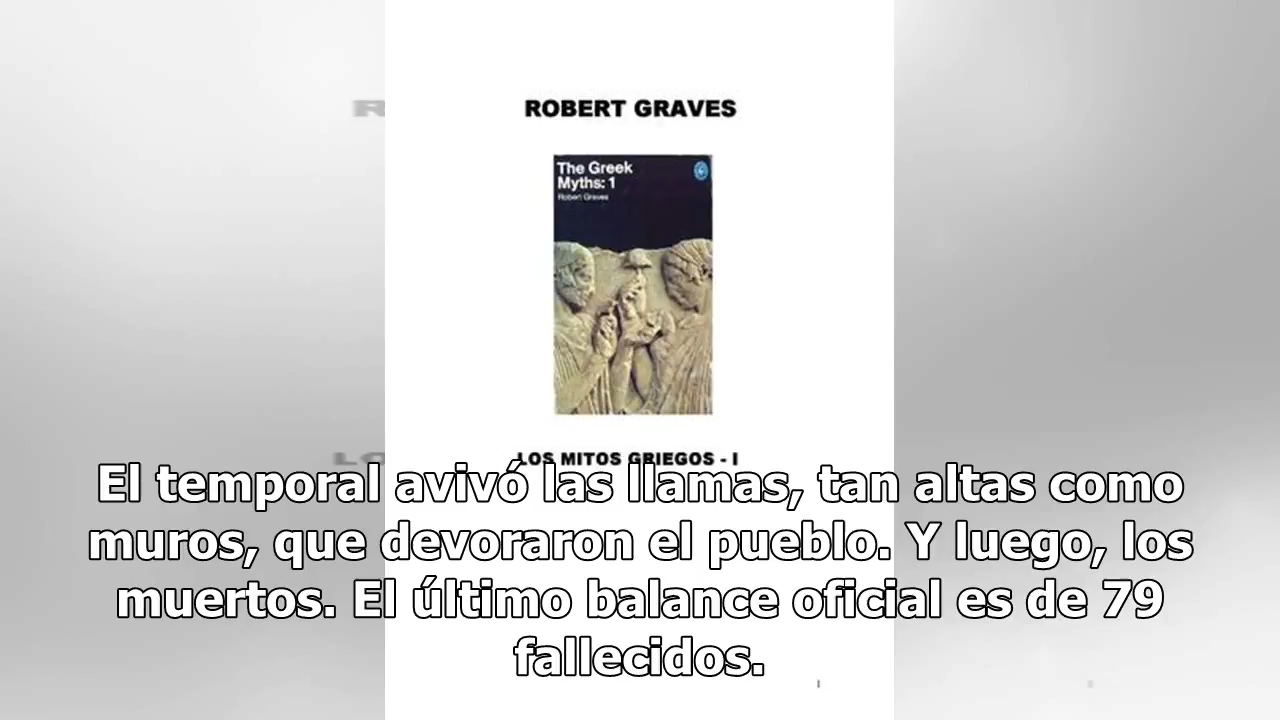 ROBERT GRAVES
The Greek
Myths: 1
Robert Graves
LOS MITOS GRIEGOS - I
El temporal avivó las llamas, tan altas como
muros, que devoraron el pueblo. Y luego, los
muertos. El último balance oficial es de 79
fallecidos.
I